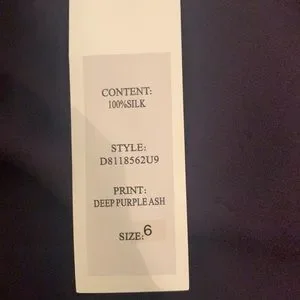 CONTENT:
100%SILK
STYLE:
D8118562U9
PRINT:
DEEP PURPLE ASH
SIZE:6